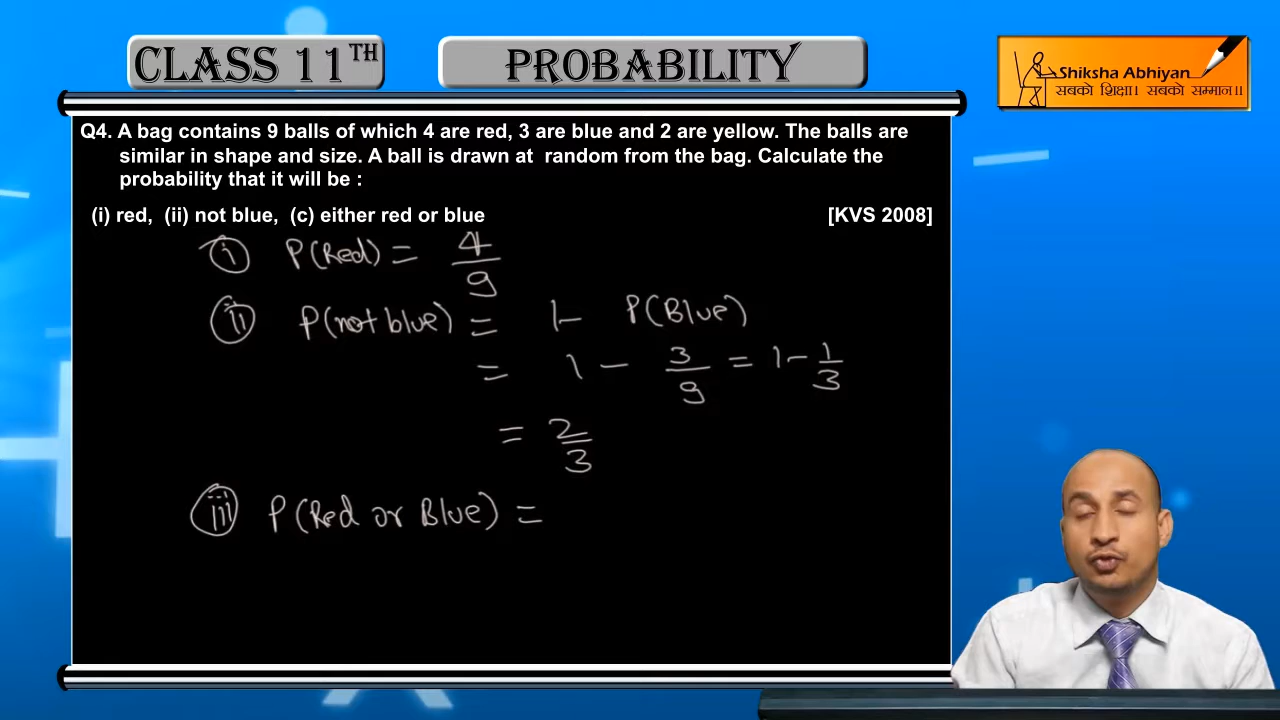 CLASS 11TH
PROBABILITY
Shiksha Abhiyan
सबको शिक्षा। सबको सम्मान।।
Q4. A bag contains 9 balls of which 4 are red, 3 are blue and 2 are yellow. The balls are
similar in shape and size. A ball is drawn at random from the bag. Calculate the
probability that it will be :
(i) red, (ii) not blue, (c) either red or blue [KVS 2008]
(i) P(Red) = 4/9
(ii) P(not blue) = 1 - P(Blue)
= 1 - 3/9 = 1 - 1/3
= 2/3
(iii) P(Red or Blue) =